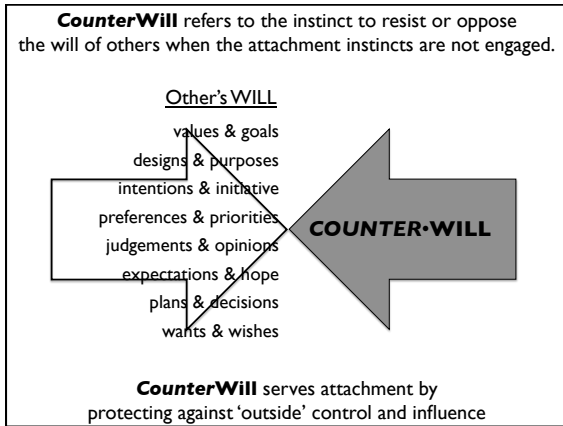 CounterWill refers to the instinct to resist or oppose
the will of others when the attachment instincts are not engaged.
Other's WILL
values & goals
designs & purposes
intentions & initiative
preferences & priorities
judgements & opinions
expectations & hope
plans & decisions
wants & wishes
COUNTER•WILL
CounterWill serves attachment by
protecting against 'outside' control and influence